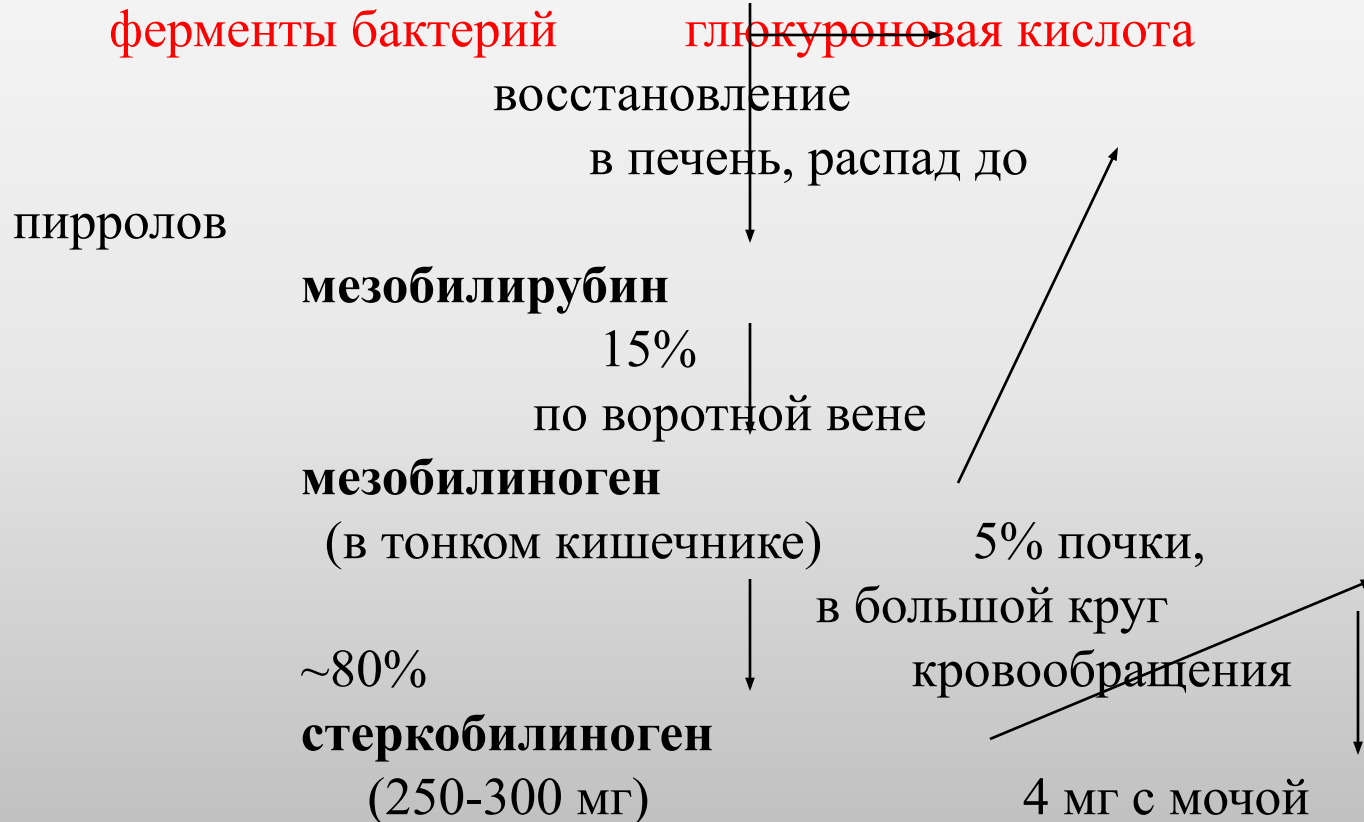 ферменты бактерий глюкуроновая кислота
восстановление
в печень, распад до
пирролов
мезобилирубин
15%
по воротной вене
мезобилиноген
(в тонком кишечнике) 5% почки,
в большой круг
~80% кровообращения
стеркобилиноген
(250-300 мг) 4 мг с мочой